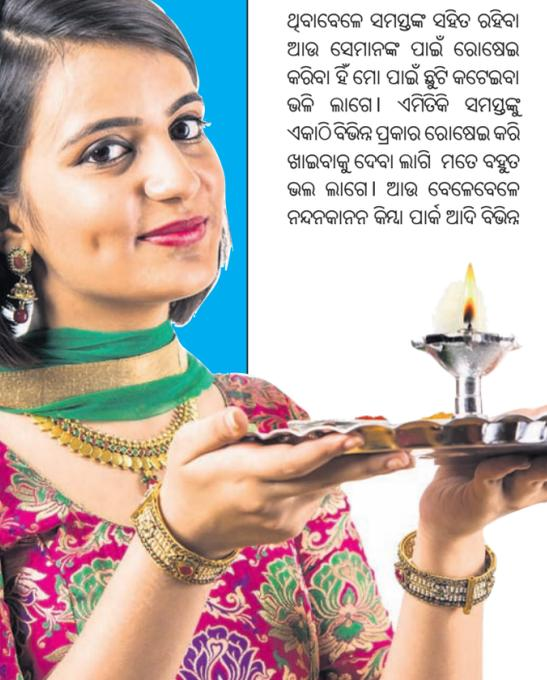 ଥିବାବେଳେ ସମସ୍ତଙ୍କ ସହିତ ରହିବା
ଆଉ ସେମାନଙ୍କ ପାଇଁ ରୋଷେଇ
କରିବା ହିଁ ମୋ ପାଇଁ ଛୁଟି କଟେଇବା
ଭଳି ଲାଗେ। ଏମିତିକି ସମସ୍ତଙ୍କୁ
ଏକାଠି ବିଭିନ୍ନ ପ୍ରକାର ରୋଷେଇ କରି
ଖାଇବାକୁ ଦେବା ଲାଗି ମତେ ବହୁତ
ଭଲ ଲାଗେ। ଆଉ ବେଳେବେଳେ
ନନ୍ଦନକାନନ କିମ୍ବା ପାର୍କ ଆଦି ବିଭିନ୍ନ